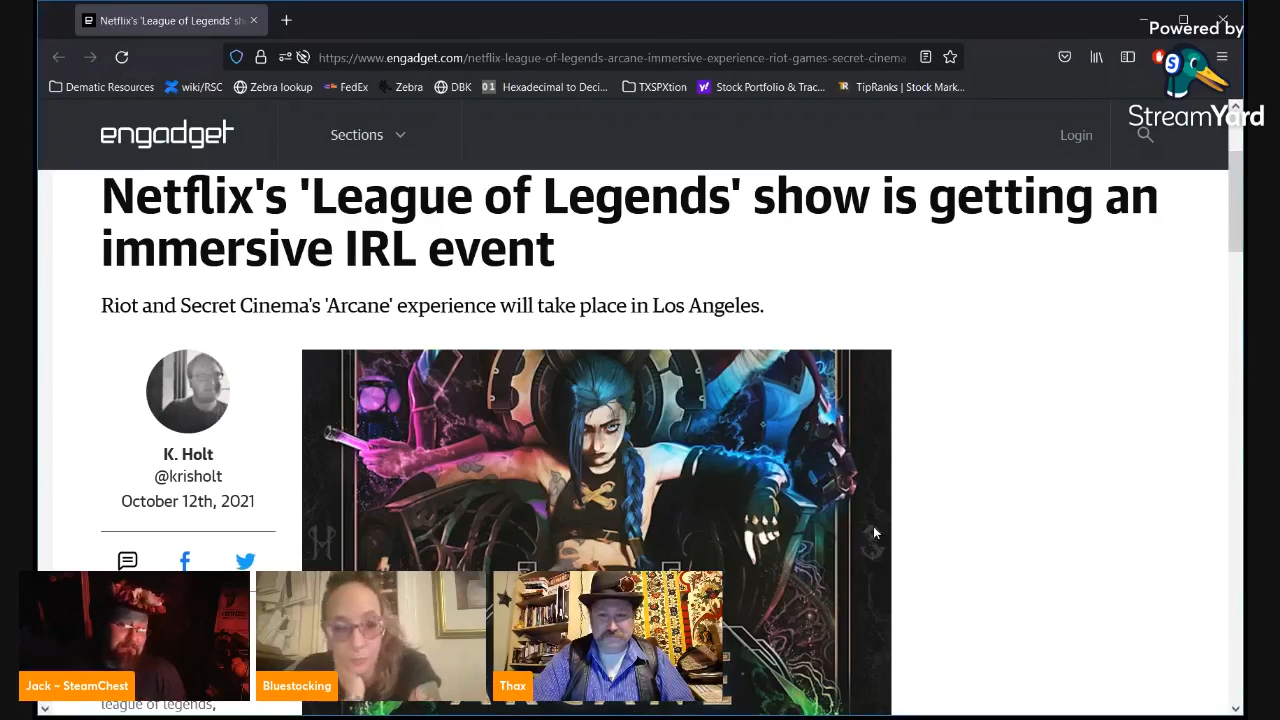 Netflix's 'League of Legends' sh
Powered by
https://www.engadget.com/netflix-league-of-legends-arcane-immersive-experience-riot-games-secret-cinema
Dematic Resources
wiki/RSC
Zebra lookup
FedEx
Zebra
DBK
01
Hexadecimal to Deci...
TXSPXtion
Stock Portfolio & Trac...
TipRanks | Stock Mark...
StreamYard
engadget
Sections
Login
Netflix's 'League of Legends' show is getting an
immersive IRL event
Riot and Secret Cinema's 'Arcane' experience will take place in Los Angeles.
K. Holt
@krisholt
October 12th, 2021
Jack ~ SteamChest
Bluestocking
Thax
league of legends,